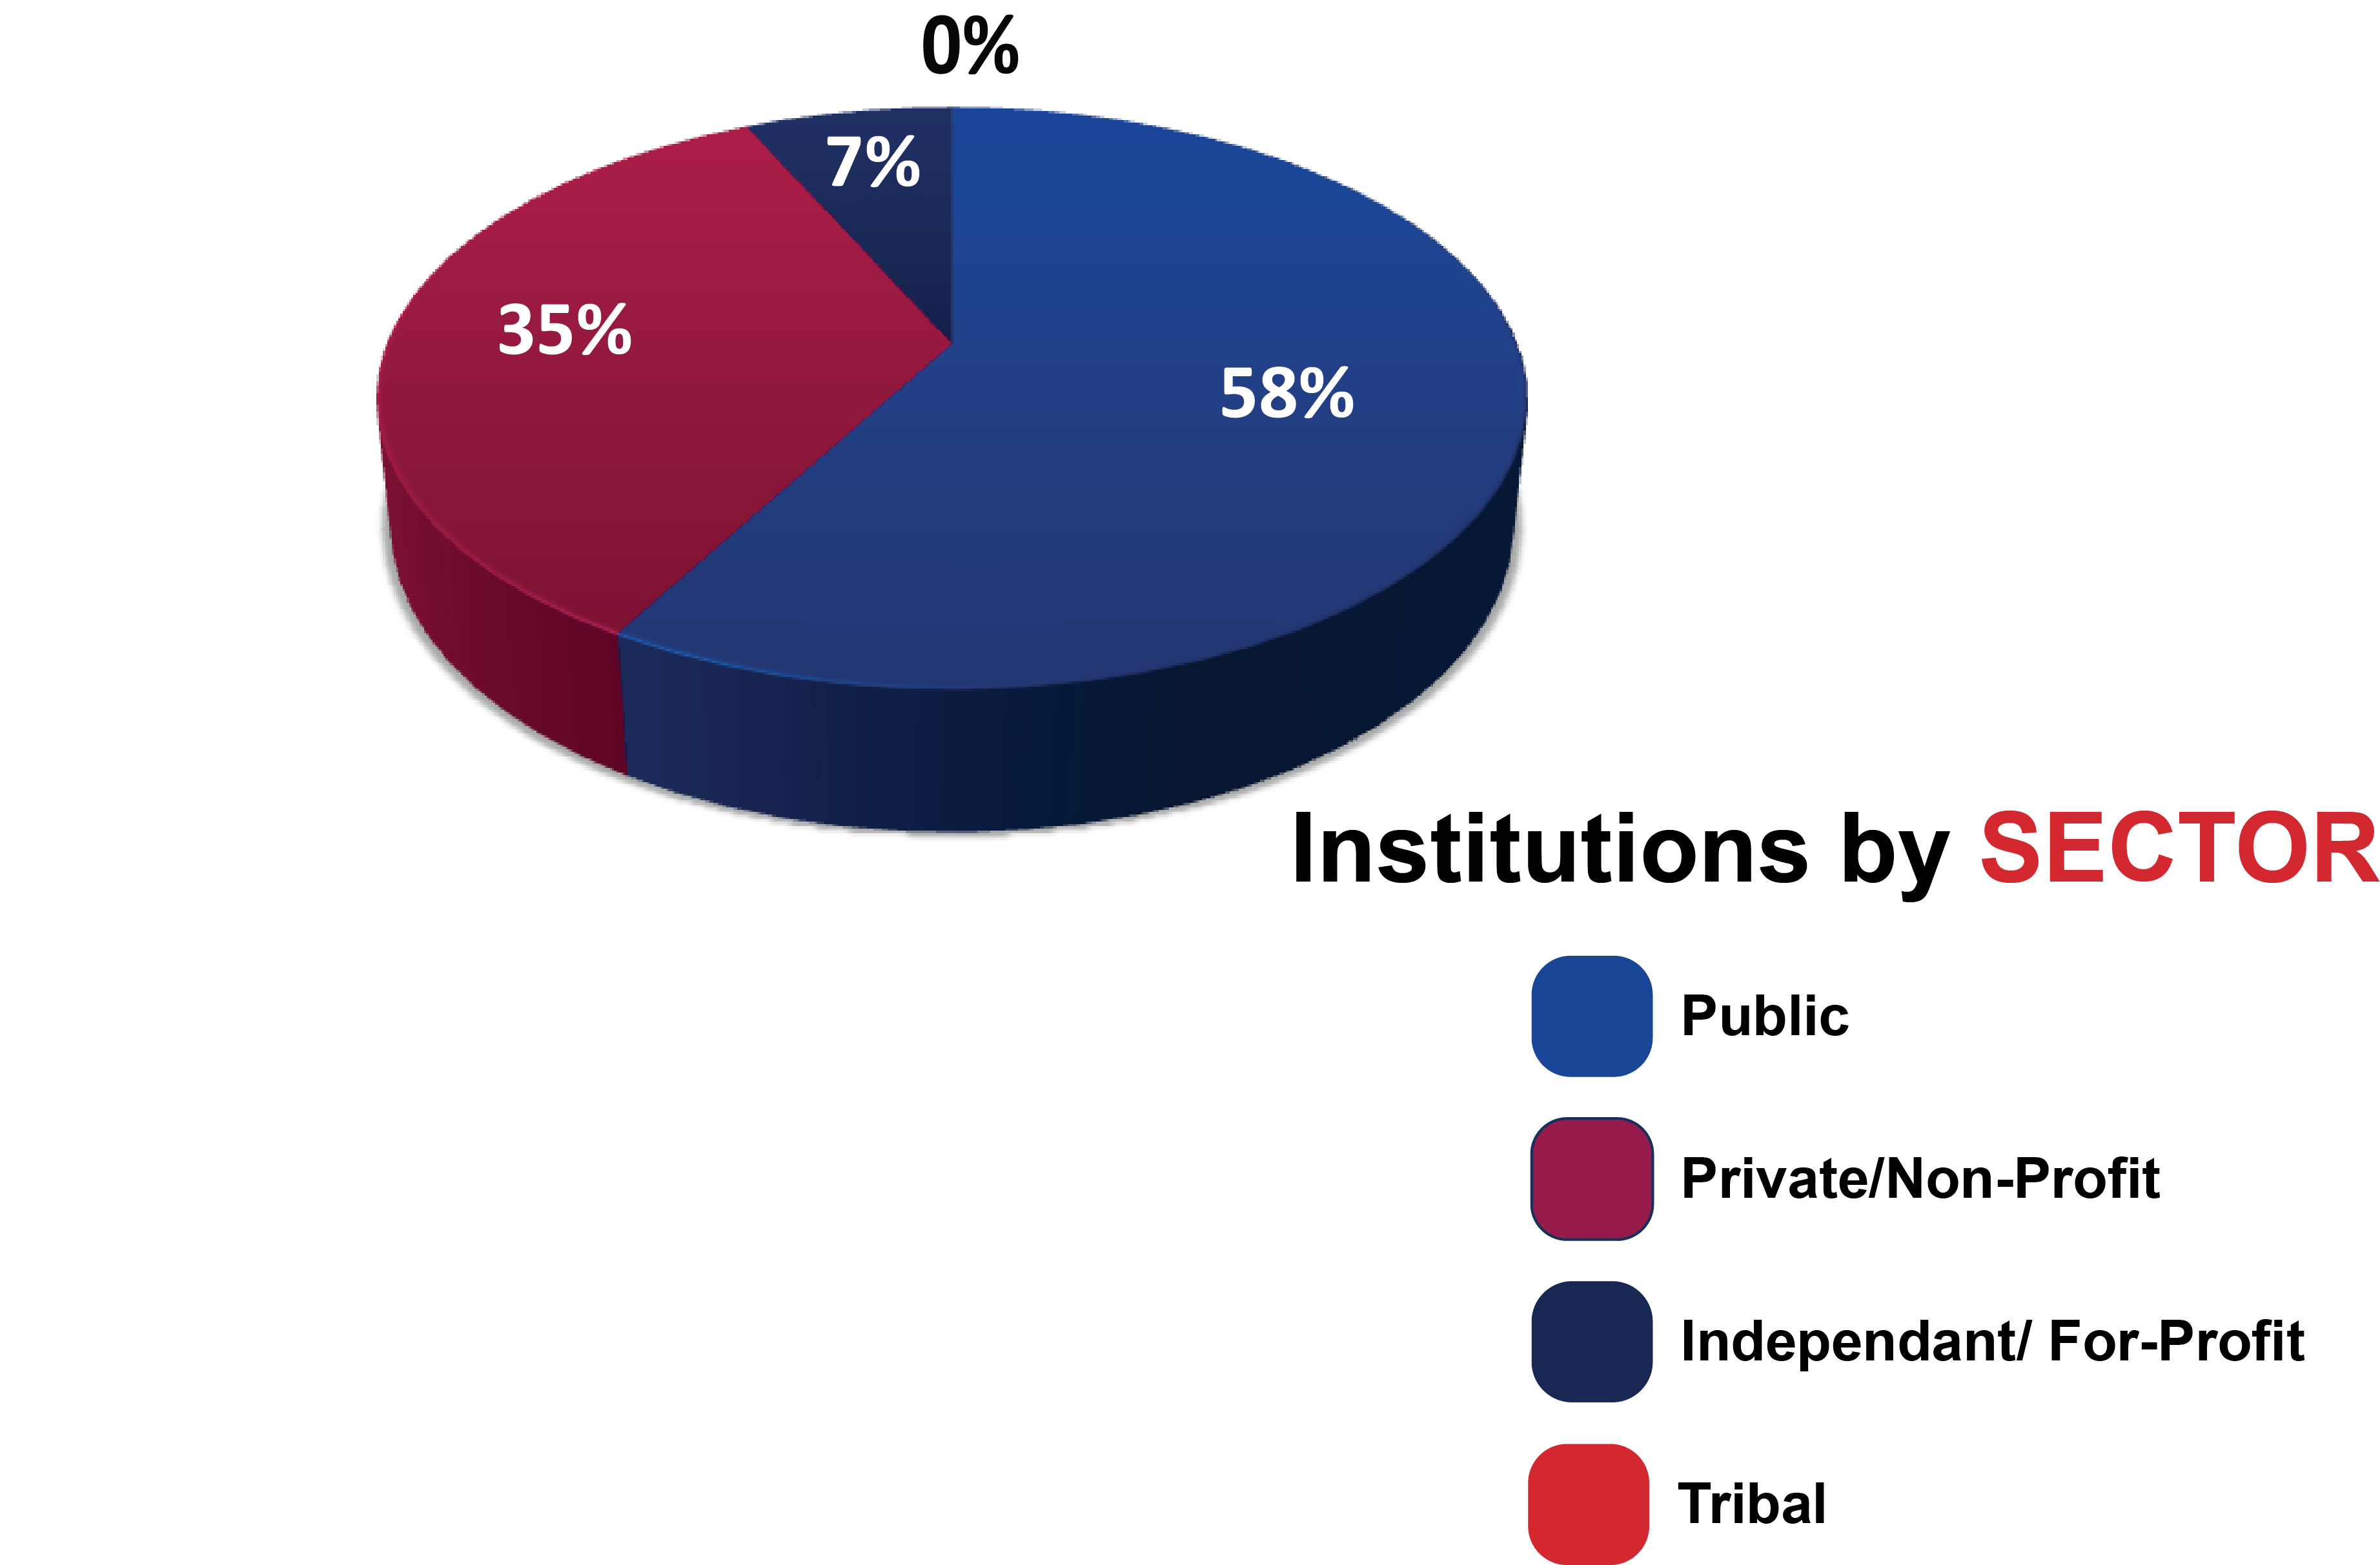 0%
7%
35%
58%
Institutions by SECTOR
Public
Private/Non-Profit
Independant/ For-Profit
Tribal